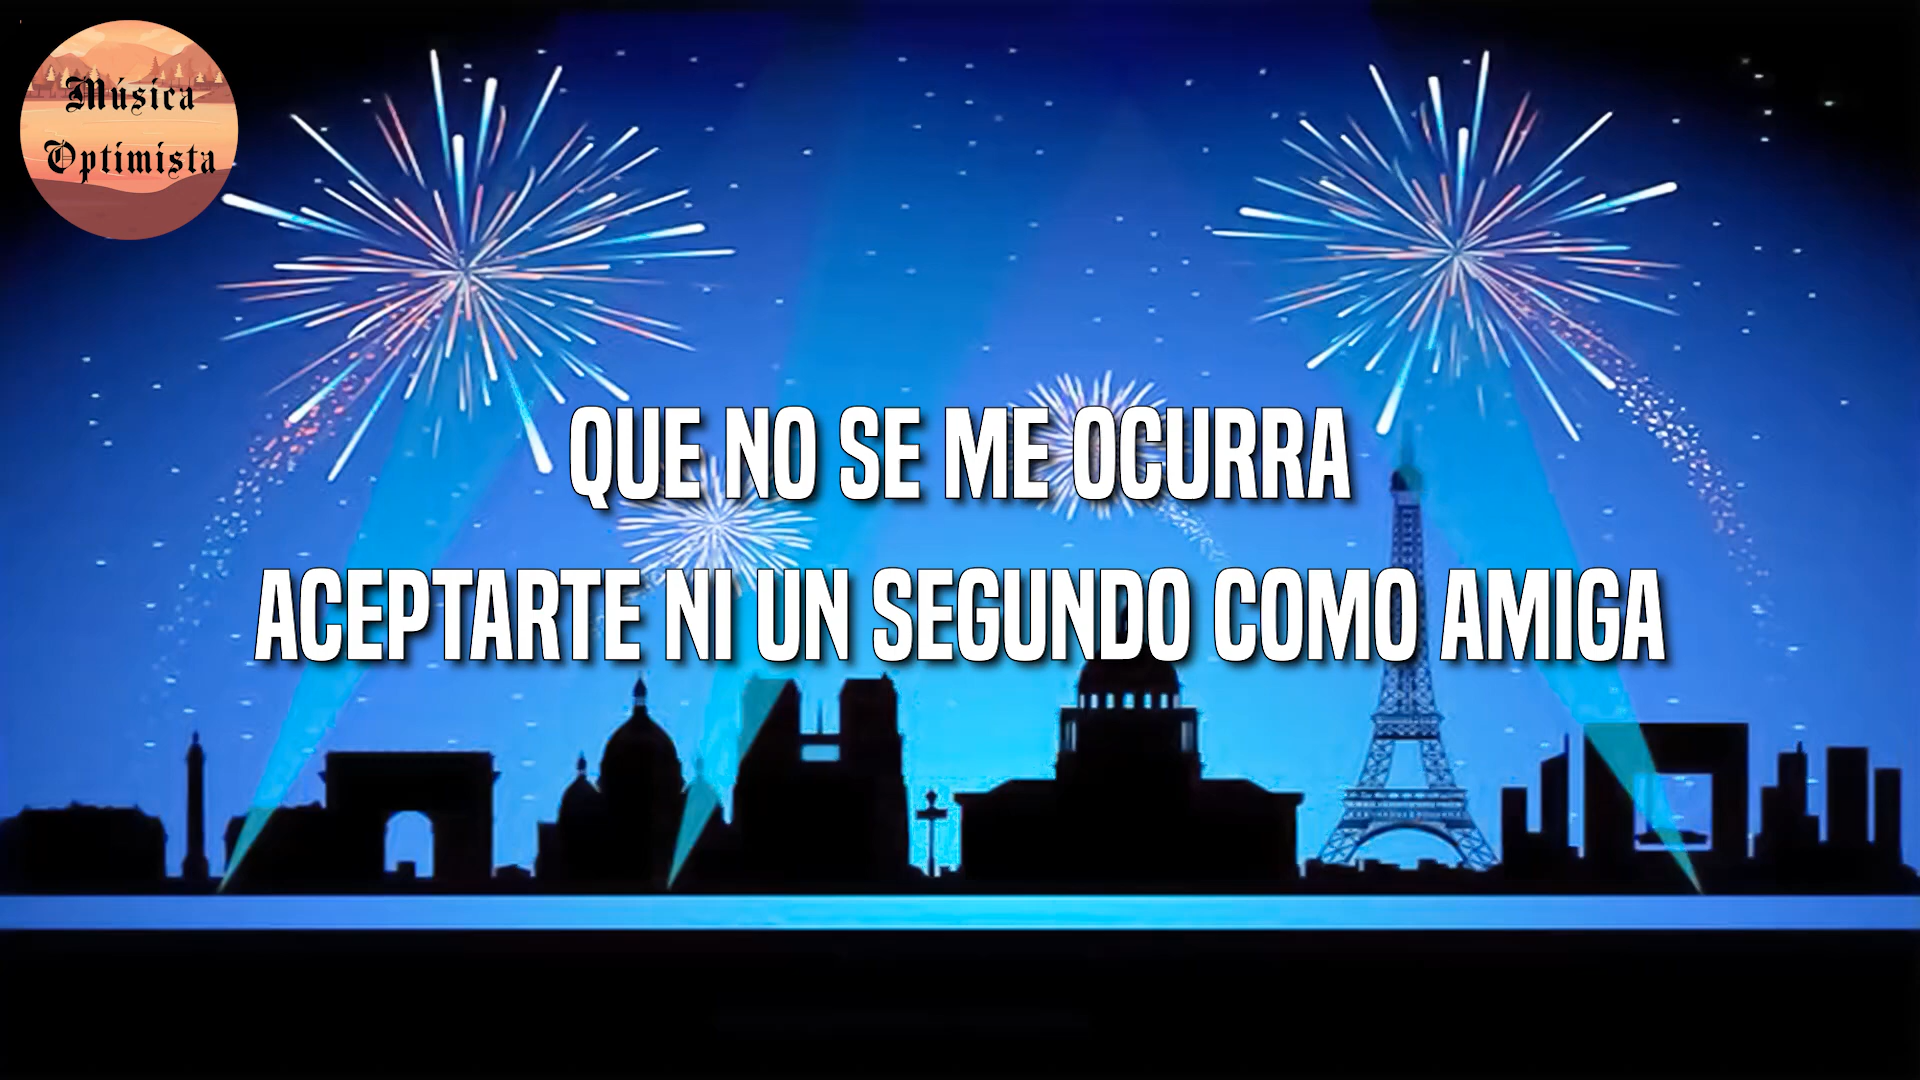 Música
Optimista
QUE NO SE ME OCURRA
ACEPTARTE NI UN SEGUNDO COMO AMIGA